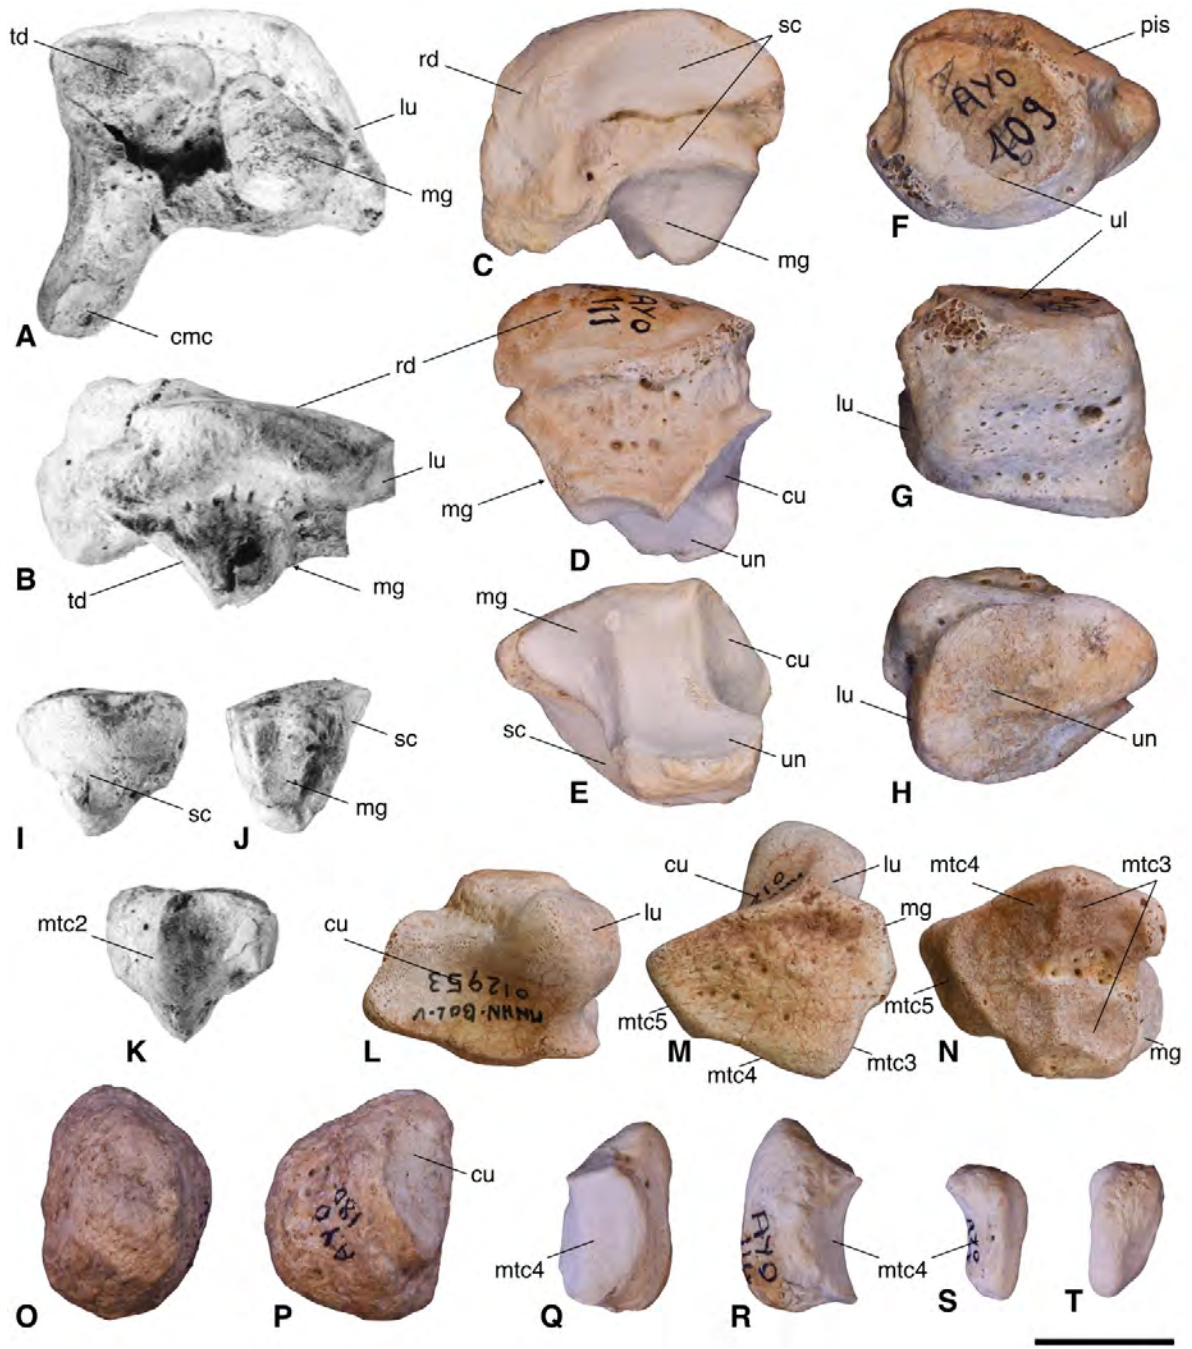 td
lu
mg
cmc
A
rd
sc
mg
C
pis
AYO
409
ul
F
rd
lu
mg
td
B
AYO
111
mg
cu
un
D
lu
G
mg
cu
sc
un
E
lu
un
H
sc
I
sc
mg
J
mtc2
K
cu
lu
MNHN-BOL-V
012953
L
cu
lu
mg
mtc5
mtc4
mtc3
M
mtc4
mtc3
mtc5
mg
N
O
cu
AYO
180
P
mtc4
Q
AYO
mtc4
R
S
T